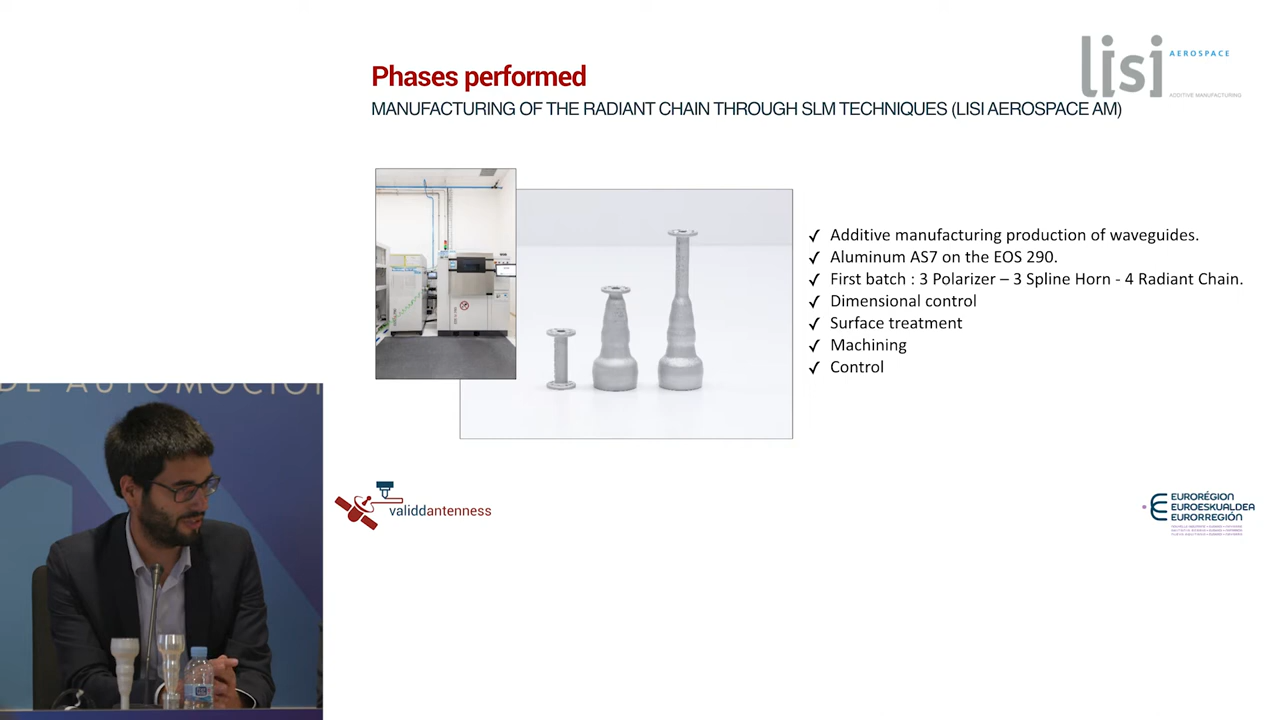 Phases performed
MANUFACTURING OF THE RADIANT CHAIN THROUGH SLM TECHNIQUES (LISI AEROSPACE AM)
lisi
AEROSPACE
ADDITIVE MANUFACTURING
✓ Additive manufacturing production of waveguides.
✓ Aluminum AS7 on the EOS 290.
✓ First batch : 3 Polarizer – 3 Spline Horn - 4 Radiant Chain.
✓ Dimensional control
✓ Surface treatment
✓ Machining
✓ Control
DE AUTOMOCIÓN
validdantenness
EURORÉGION
EUROESKUALDEA
EURORREGIÓN